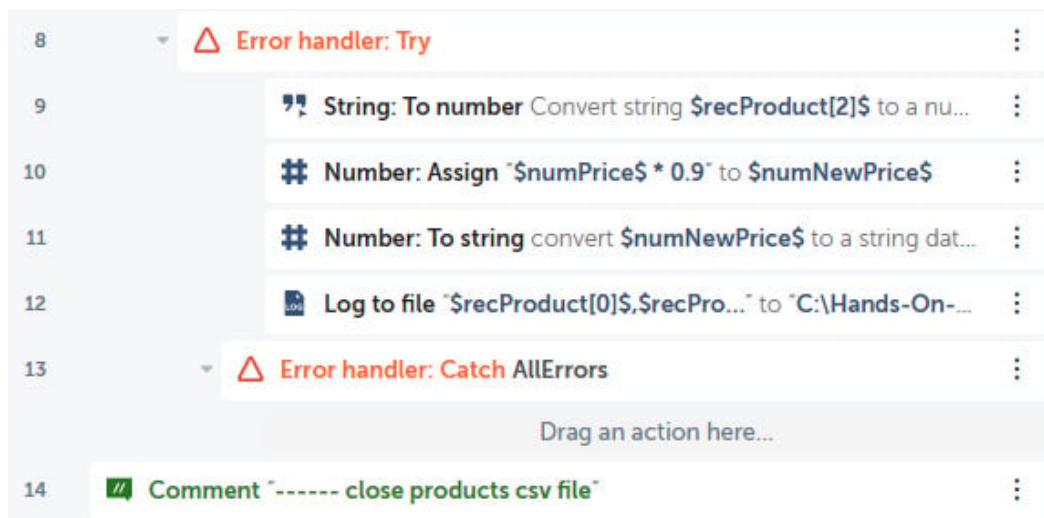 8 Error handler: Try
9 String: To number Convert string $recProduct[2]$ to a nu...
10 Number: Assign "$numPrice$ * 0.9" to $numNewPrice$
11 Number: To string convert $numNewPrice$ to a string dat...
12 LOG Log to file "$recProduct[0]$,$recPro..." to "C:\Hands-On-...
13 Error handler: Catch AllErrors
Drag an action here...
14 // Comment "------ close products csv file"